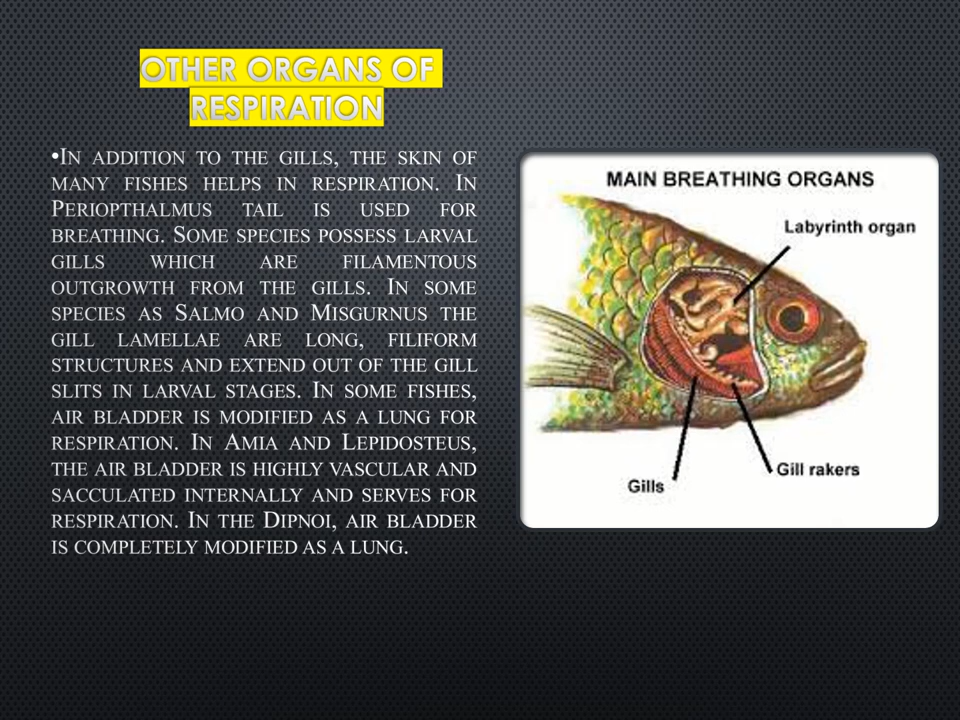 OTHER ORGANS OF
RESPIRATION
•IN ADDITION TO THE GILLS, THE SKIN OF
MANY FISHES HELPS IN RESPIRATION. IN
PERIOPTHALMUS TAIL IS USED FOR
BREATHING. SOME SPECIES POSSESS LARVAL
GILLS WHICH ARE FILAMENTOUS
OUTGROWTH FROM THE GILLS. IN SOME
SPECIES AS SALMO AND MISGURNUS THE
GILL LAMELLAE ARE LONG, FILIFORM
STRUCTURES AND EXTEND OUT OF THE GILL
SLITS IN LARVAL STAGES. IN SOME FISHES,
AIR BLADDER IS MODIFIED AS A LUNG FOR
RESPIRATION. IN AMIA AND LEPIDOSTEUS,
THE AIR BLADDER IS HIGHLY VASCULAR AND
SACCULATED INTERNALLY AND SERVES FOR
RESPIRATION. IN THE DIPNOI, AIR BLADDER
IS COMPLETELY MODIFIED AS A LUNG.
MAIN BREATHING ORGANS
Labyrinth organ
Gill rakers
Gills